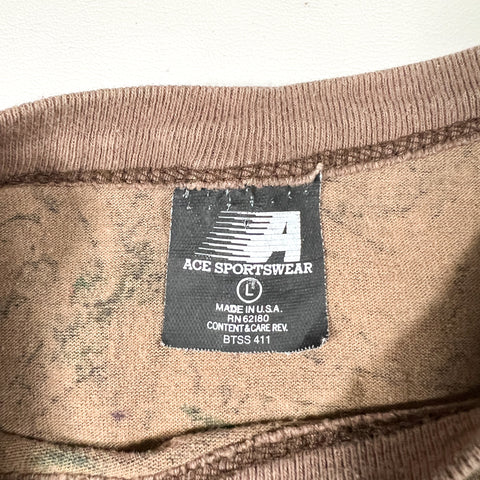 A
ACE SPORTSWEAR
L
MADE IN U.S.A.
RN 62180
CONTENT & CARE REV.
BTSS 411